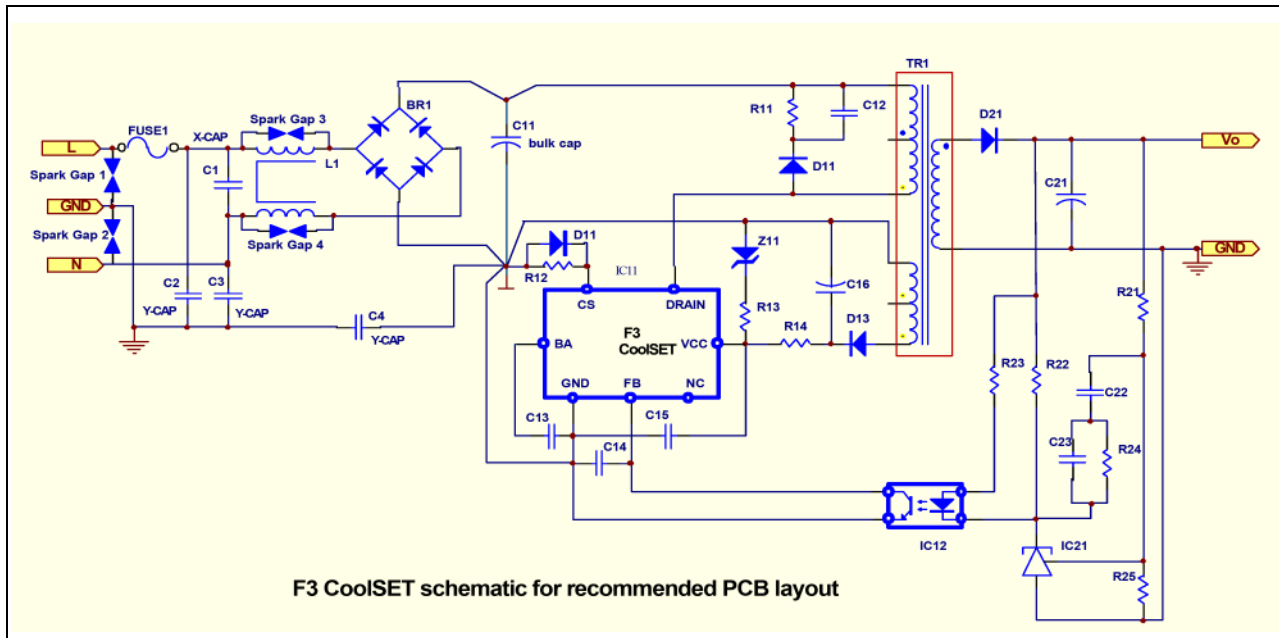 TR1
BR1
Spark Gap 3
FUSE1
X-CAP
R11
C12
D21
C11
bulk cap
L
L1
Vo
Spark Gap 1
C1
D11
C21
GND
Spark Gap 2
Spark Gap 4
D11
Z11
GND
N
R12
IC11
C2
C3
C16
R21
CS
DRAIN
Y-CAP
Y-CAP
C4
R13
F3
CoolSET
R14
D13
Y-CAP
BA
VCC
R23
R22
GND
FB
NC
C22
C13
C15
C14
C23
R24
IC12
IC21
R25
F3 CoolSET schematic for recommended PCB layout